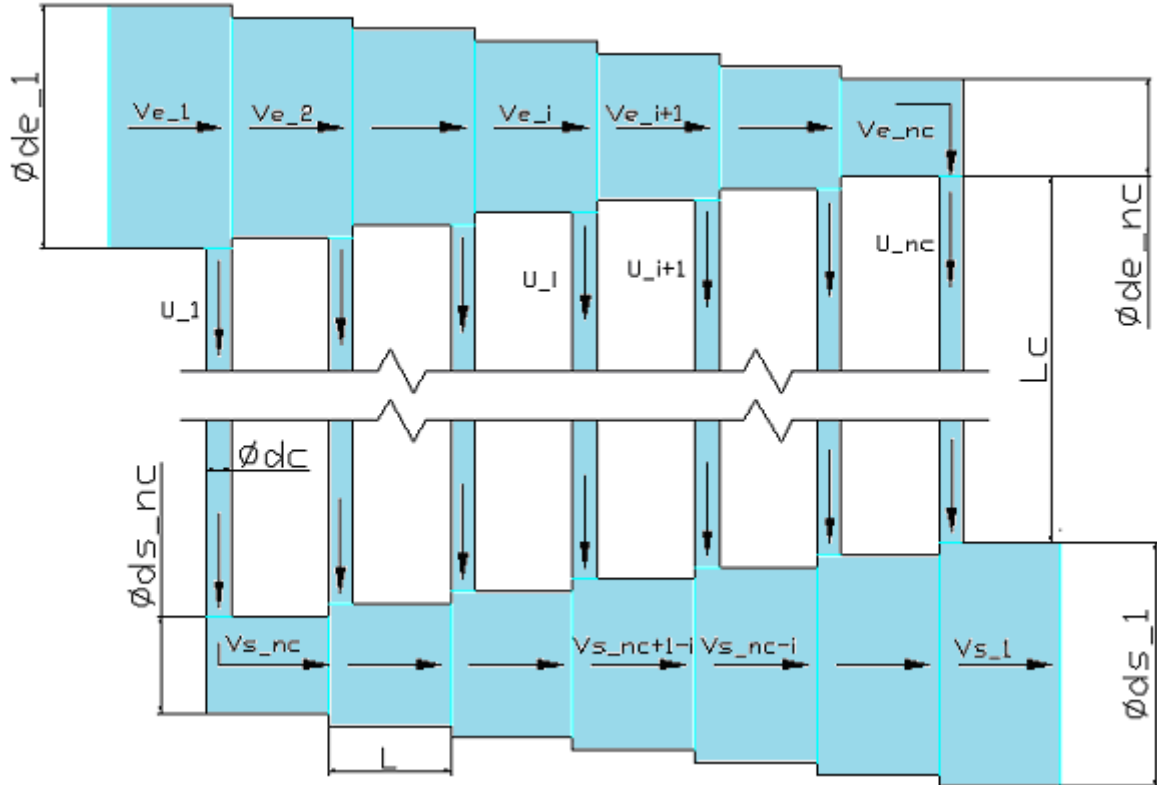 Øde_1
Ve_1
Ve_2
Ve_i
Ve_i+1
Ve_nc
Øde_nc
U_1
U_I
U_i+1
U_nc
Lc
Ødc
Øds_nc
Vs_nc
Vs_nc+1-i
Vs_nc-i
Vs_1
Øds_1
L